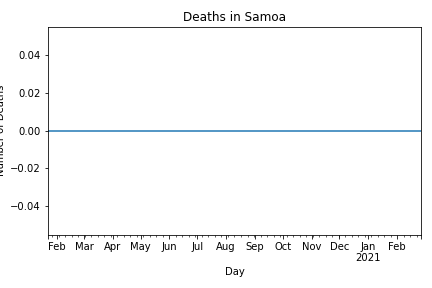 Deaths in Samoa
Number of Deaths
0.04
0.02
0.00
−0.02
−0.04
Feb Mar Apr May Jun Jul Aug Sep Oct Nov Dec Jan Feb
2021
Day